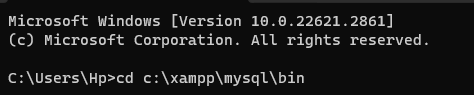 Microsoft Windows [Version 10.0.22621.2861]
(c) Microsoft Corporation. All rights reserved.
C:\Users\Hp>cd c:\xampp\mysql\bin